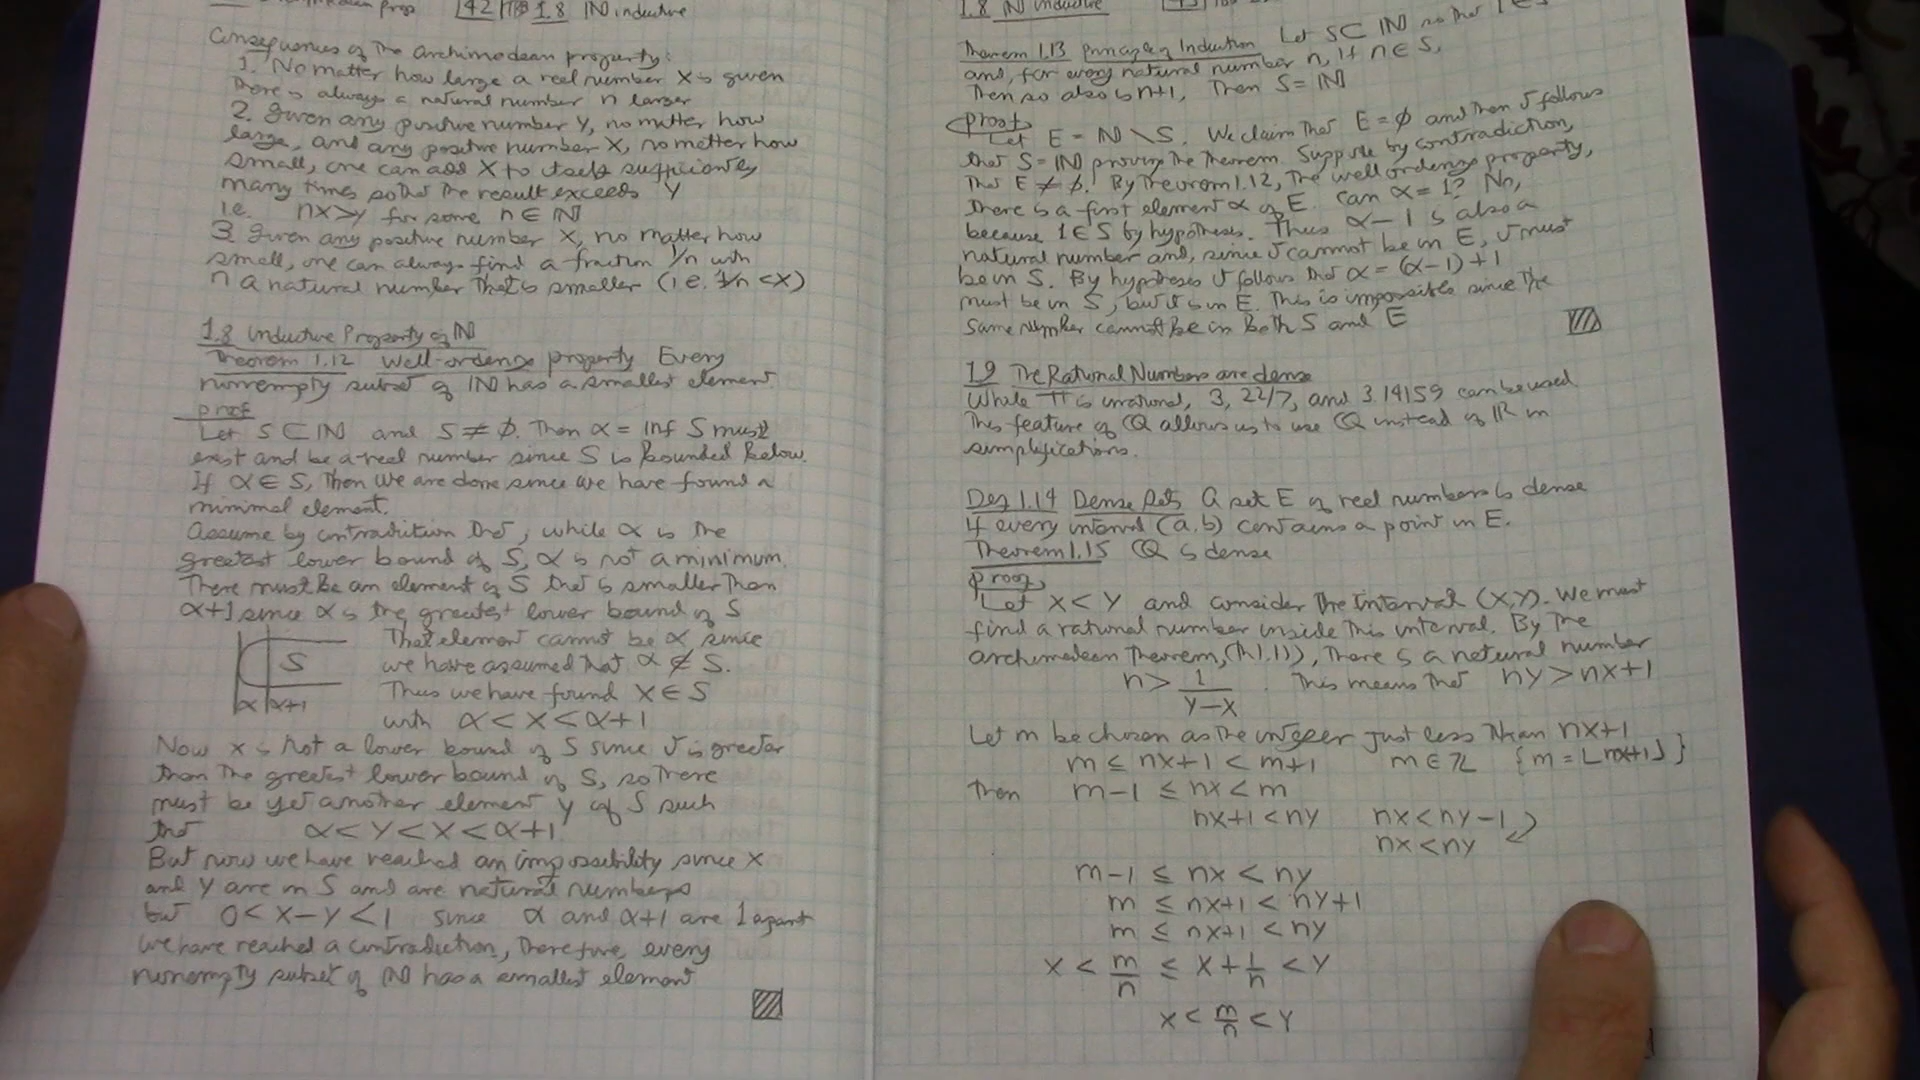 42 1.8 ℕ inductive
Consequences of the Archimedean property:
1. No matter how large a real number x is given
there is always a natural number n larger
2. Given any positive number y, no matter how
large, and any positive number x, no matter how
small, one can add x to itself sufficiently
many times so that the result exceeds y
i.e. nx>y for some n ∈ ℕ
3. Given any positive number x, no matter how
small, one can always find a fraction 1/n with
n a natural number that is smaller (i.e. 1/n < x)
1.8 Inductive Property of ℕ
Theorem 1.12 Well-ordering property Every
nonempty subset of ℕ has a smallest element
proof
Let S ⊂ ℕ and S ≠ ∅. Then α = inf S must
exist and be a real number since S is bounded below.
If α ∈ S, Then we are done since we have found a
minimal element.
Assume by contradiction that, while α is the
greatest lower bound of S, α is not a minimum.
There must be an element of S that is smaller than
α+1 since α is the greatest lower bound of S
That element cannot be α since
we have assumed that α ∉ S.
S
Thus we have found x ∈ S
α α+1
with α < x < α+1
Now x is not a lower bound of S since it is greater
than the greatest lower bound of S, so there
must be yet another element y of S such
that α < y < x < α+1
But now we have reached an impossibility since x
and y are in S and are natural numbers
but 0 < x-y < 1 since α and α+1 are 1 apart
we have reached a contradiction, therefore, every
nonempty subset of ℕ has a smallest element
1.8 ℕ inductive
Theorem 1.13 Principle of Induction Let S ⊂ ℕ so that 1 ∈ S
and, for every natural number n, if n ∈ S,
Then so also is n+1, Then S = ℕ
proof
Let E = ℕ \ S. We claim that E = ∅ and then it follows
that S = ℕ proving the theorem. Suppose by contradiction,
that E ≠ ∅. By Theorem 1.12, the well ordering property,
there is a first element α of E. Can α = 1? No,
because 1 ∈ S by hypothesis. Thus α-1 is also a
natural number and, since it cannot be in E, it must
be in S. By hypothesis it follows that α = (α-1)+1
must be in S, but it is in E. This is impossible since the
same number cannot be in both S and E
1.9 The Rational Numbers are dense
While π is irrational, 3, 22/7, and 3.14159 can be used
This feature of ℚ allows us to use ℚ instead of ℝ in
simplifications.
Def 1.14 Dense Sets A set E of real numbers is dense
if every interval (a,b) contains a point in E.
Theorem 1.15 ℚ is dense
proof
Let x < y and consider the interval (x,y). We must
find a rational number inside this interval. By the
archimedean theorem, (th 1.11), there is a natural number
n > 1/(y-x). This means that ny > nx+1
Let m be chosen as the integer just less than nx+1
m ≤ nx+1 < m+1 m ∈ ℤ {m = ⌊nx+1⌋}
then m-1 ≤ nx < m
nx+1 < ny nx < ny-1
nx < ny
m-1 ≤ nx < ny
m ≤ nx+1 < ny+1
m ≤ nx+1 < ny
x < m/n ≤ x + 1/n < y
x < m/n < y